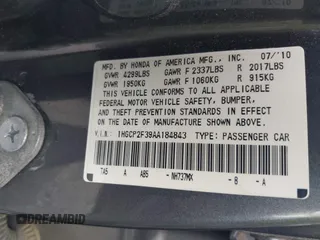 MFD. BY HONDA OF AMERICA MFG., INC. 07/'10
GVWR 4299LBS GAWR F 2337LBS R 2017LBS
GVWR 1950KG GAWR F 1060KG R 915KG
THIS VEHICLE CONFORMS TO ALL APPLICABLE
FEDERAL MOTOR VEHICLE SAFETY, BUMPER,
AND THEFT PREVENTION STANDARDS IN EFFECT
ON THE DATE OF MANUFACTURE SHOWN ABOVE.
V.I.N. 1HGCP2F39AA184843 TYPE: PASSENGER CAR
TA5 A AB5 - NH737MX - B - A
DREAMBID